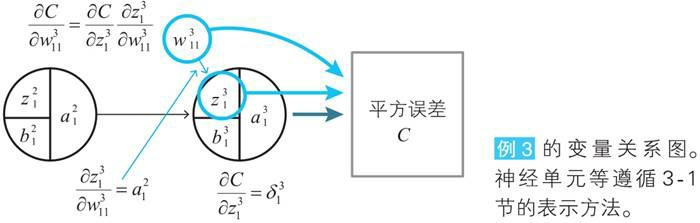 ∂C/∂w³₁₁ = ∂C/∂z³₁ ∂z³₁/∂w³₁₁
w³₁₁
z²₁
a²₁
b²₁
z³₁
a³₁
b³₁
∂z³₁/∂w³₁₁ = a²₁
∂C/∂z³₁ = δ³₁
平方误差
C
例 3 的变量关系图。
神经单元等遵循 3-1
节的表示方法。